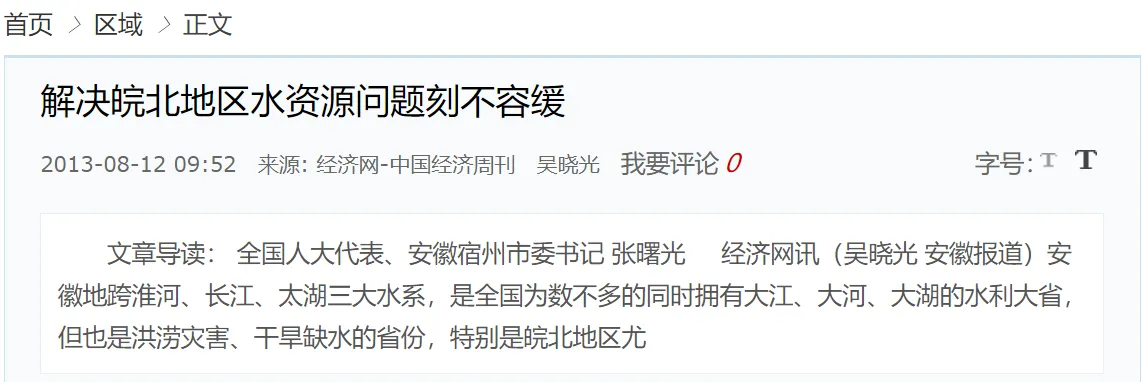 首页 > 区域 > 正文
解决皖北地区水资源问题刻不容缓
2013-08-12 09:52 来源: 经济网-中国经济周刊 吴晓光 我要评论 0 字号: T T
文章导读： 全国人大代表、安徽宿州市委书记 张曙光 经济网讯（吴晓光 安徽报道）安
徽地跨淮河、长江、太湖三大水系，是全国为数不多的同时拥有大江、大河、大湖的水利大省，
但也是洪涝灾害、干旱缺水的省份，特别是皖北地区尤